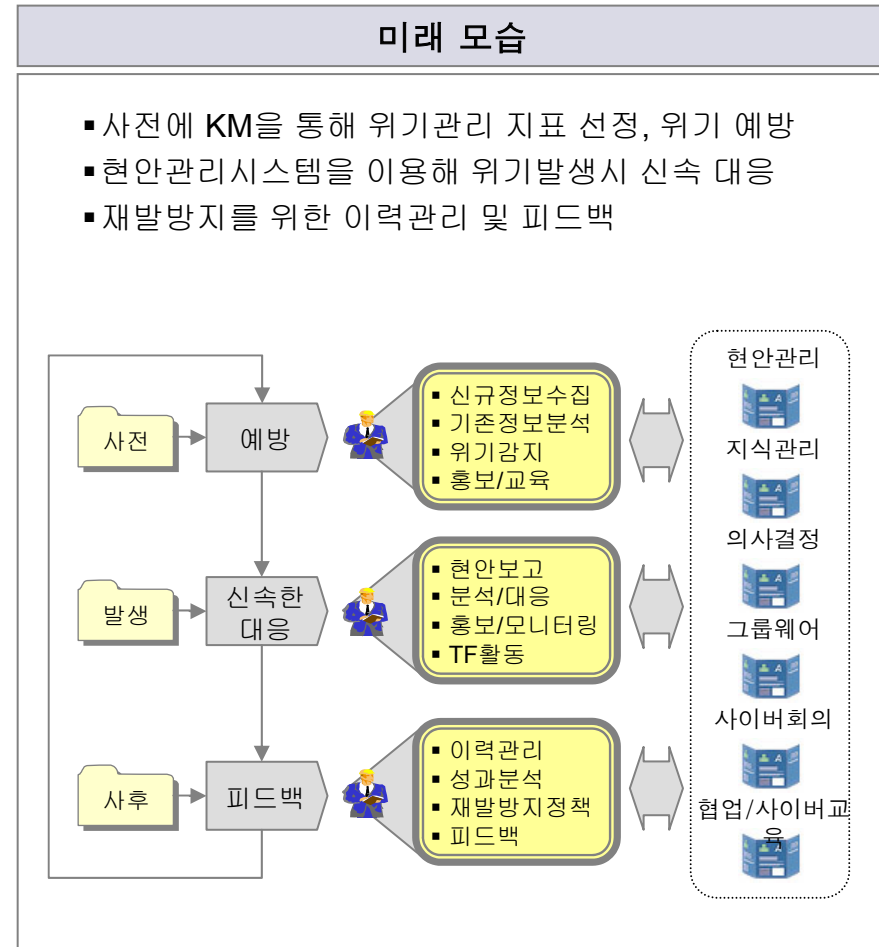 미래 모습
▪사전에 KM을 통해 위기관리 지표 선정, 위기 예방
▪현안관리시스템을 이용해 위기발생시 신속 대응
▪재발방지를 위한 이력관리 및 피드백
사전
예방
▪ 신규정보수집
▪ 기존정보분석
▪ 위기감지
▪ 홍보/교육
발생
신속한
대응
▪ 현안보고
▪ 분석/대응
▪ 홍보/모니터링
▪ TF활동
사후
피드백
▪ 이력관리
▪ 성과분석
▪ 재발방지정책
▪ 피드백
현안관리
지식관리
의사결정
그룹웨어
사이버회의
협업/사이버교
육